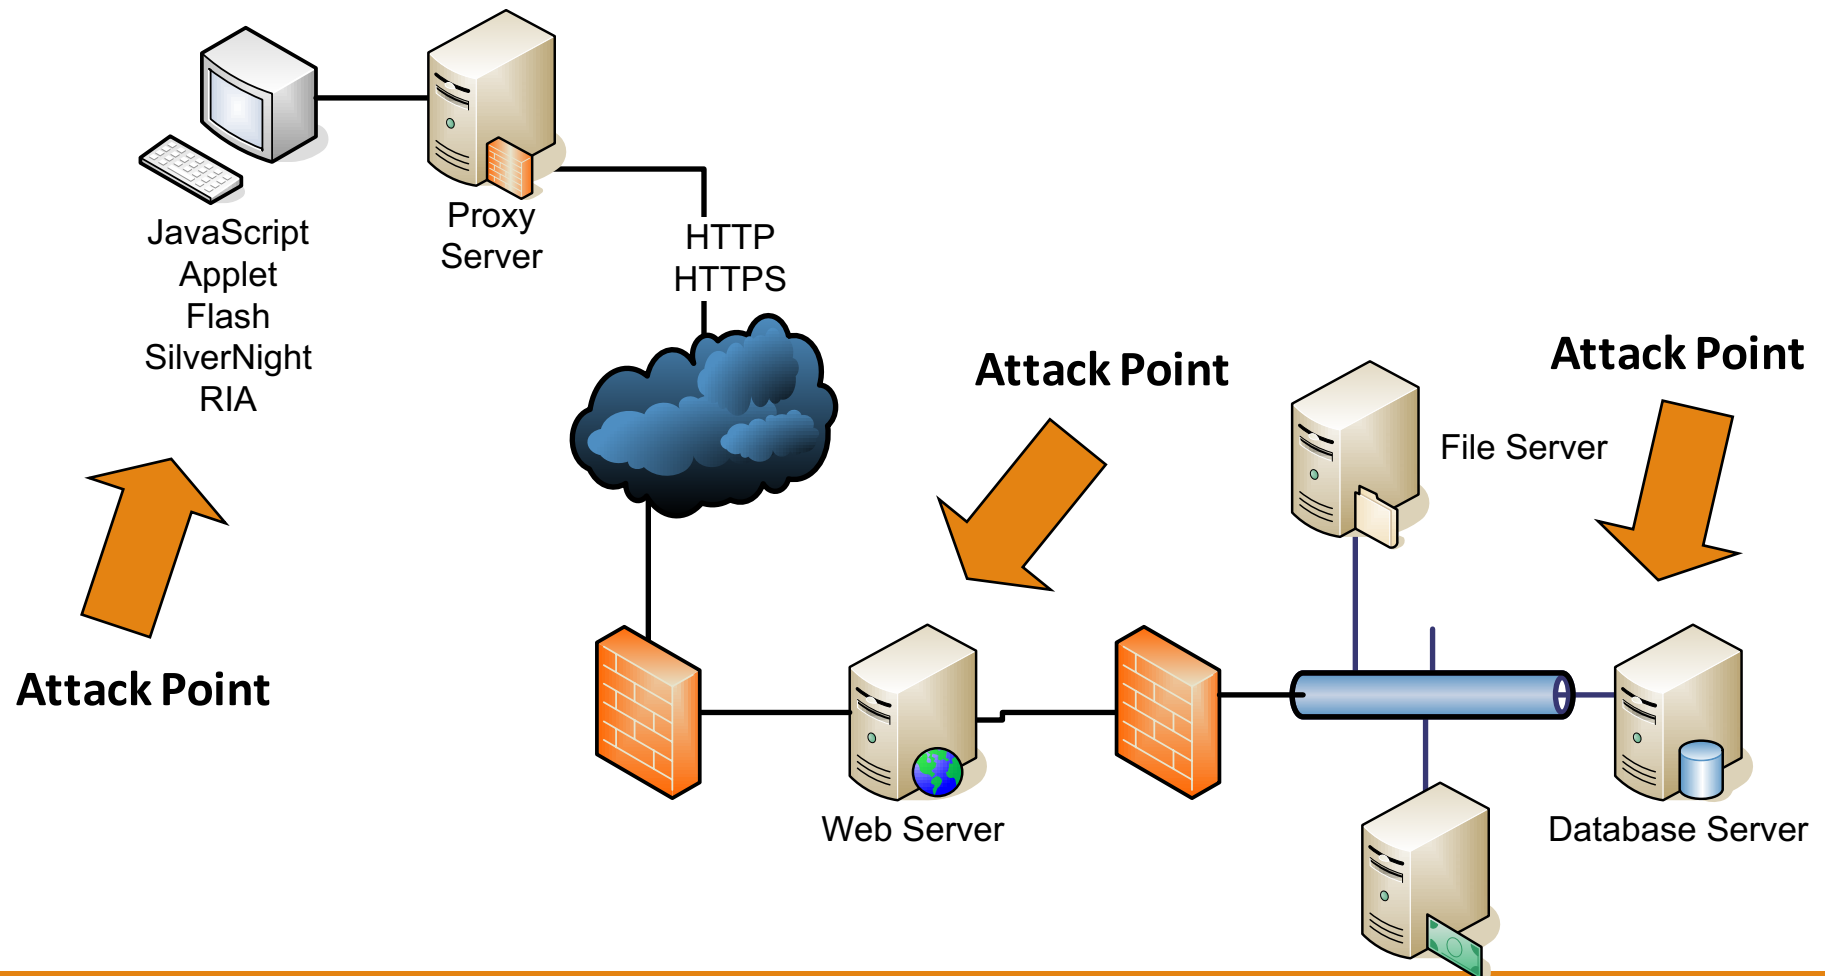 JavaScript
Applet
Flash
SilverNight
RIA
Proxy
Server
HTTP
HTTPS
Attack Point
Attack Point
File Server
Attack Point
Web Server
Database Server